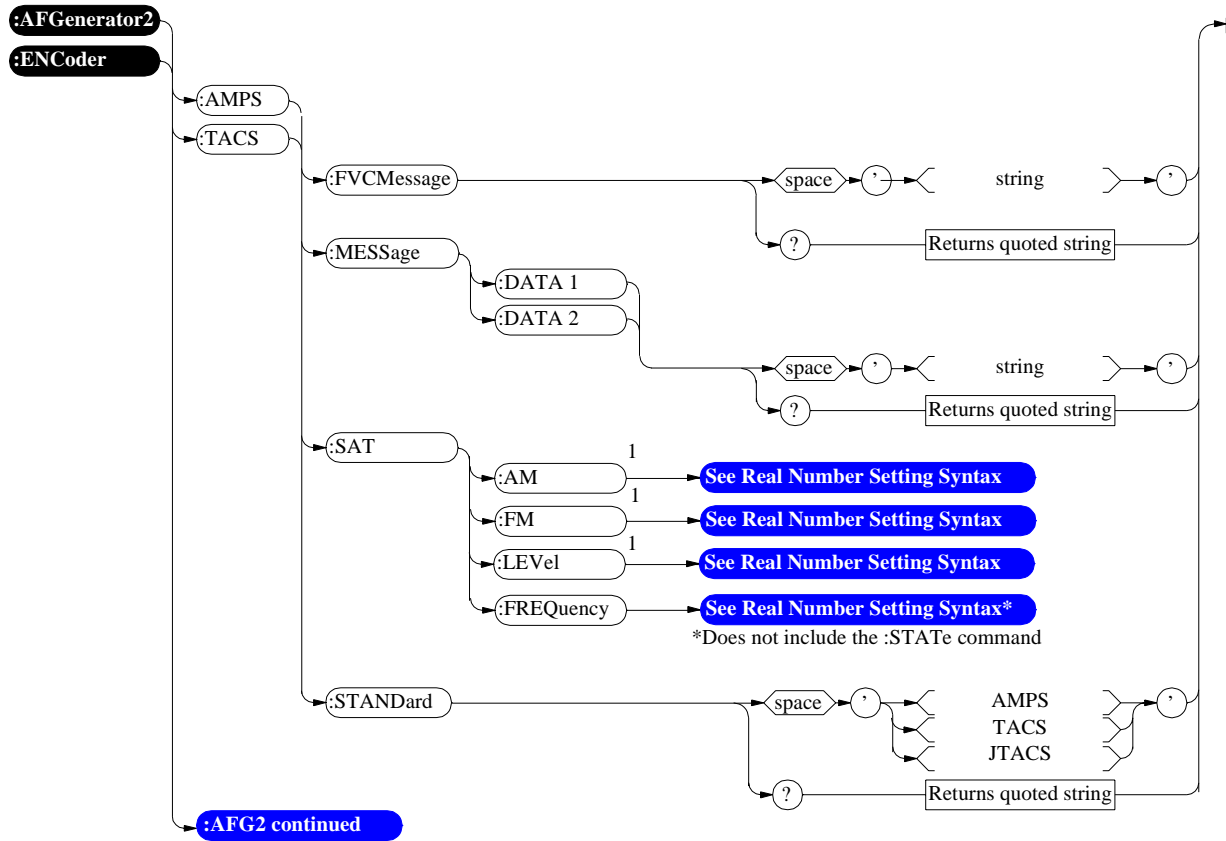 :AFGenerator2
:ENCoder
:AMPS
:TACS
:FVCMessage
space
'
string
'
?
Returns quoted string
:MESSage
:DATA 1
:DATA 2
space
'
string
'
?
Returns quoted string
:SAT
:AM
1
See Real Number Setting Syntax
:FM
1
See Real Number Setting Syntax
:LEVel
1
See Real Number Setting Syntax
:FREQuency
See Real Number Setting Syntax*
*Does not include the :STATe command
:STANDard
space
'
AMPS
TACS
JTACS
'
?
Returns quoted string
:AFG2 continued